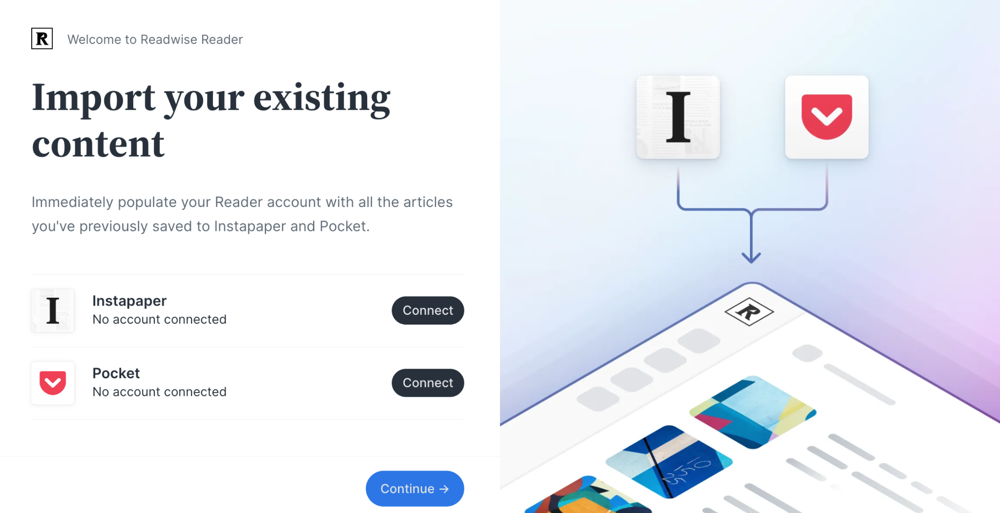 R Welcome to Readwise Reader
Import your existing
content
Immediately populate your Reader account with all the articles
you've previously saved to Instapaper and Pocket.
I
Instapaper
No account connected
Connect
Pocket
No account connected
Connect
Continue →
I
R